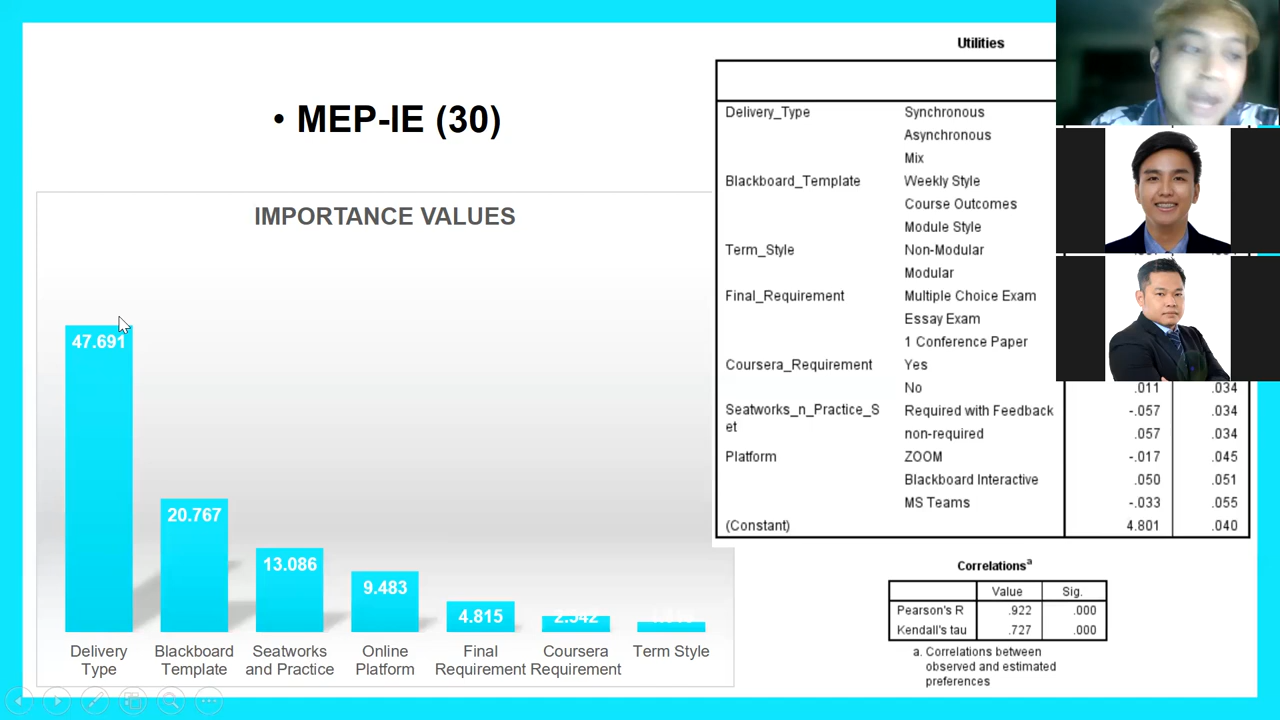 • MEP-IE (30)
IMPORTANCE VALUES
47.691
20.767
13.086
9.483
4.815
2.542
Delivery Type
Blackboard Template
Seatworks and Practice
Online Platform
Final Requirement
Coursera Requirement
Term Style
Utilities
Delivery_Type Synchronous
Asynchronous
Mix
Blackboard_Template Weekly Style
Course Outcomes
Module Style
Term_Style Non-Modular
Modular
Final_Requirement Multiple Choice Exam
Essay Exam
1 Conference Paper
Coursera_Requirement Yes
No .011 .034
Seatworks_n_Practice_S Required with Feedback -.057 .034
et
non-required .057 .034
Platform ZOOM -.017 .045
Blackboard Interactive .050 .051
MS Teams -.033 .055
(Constant) 4.801 .040
Correlationsa
Value Sig.
Pearson's R .922 .000
Kendall's tau .727 .000
a. Correlations between
observed and estimated
preferences